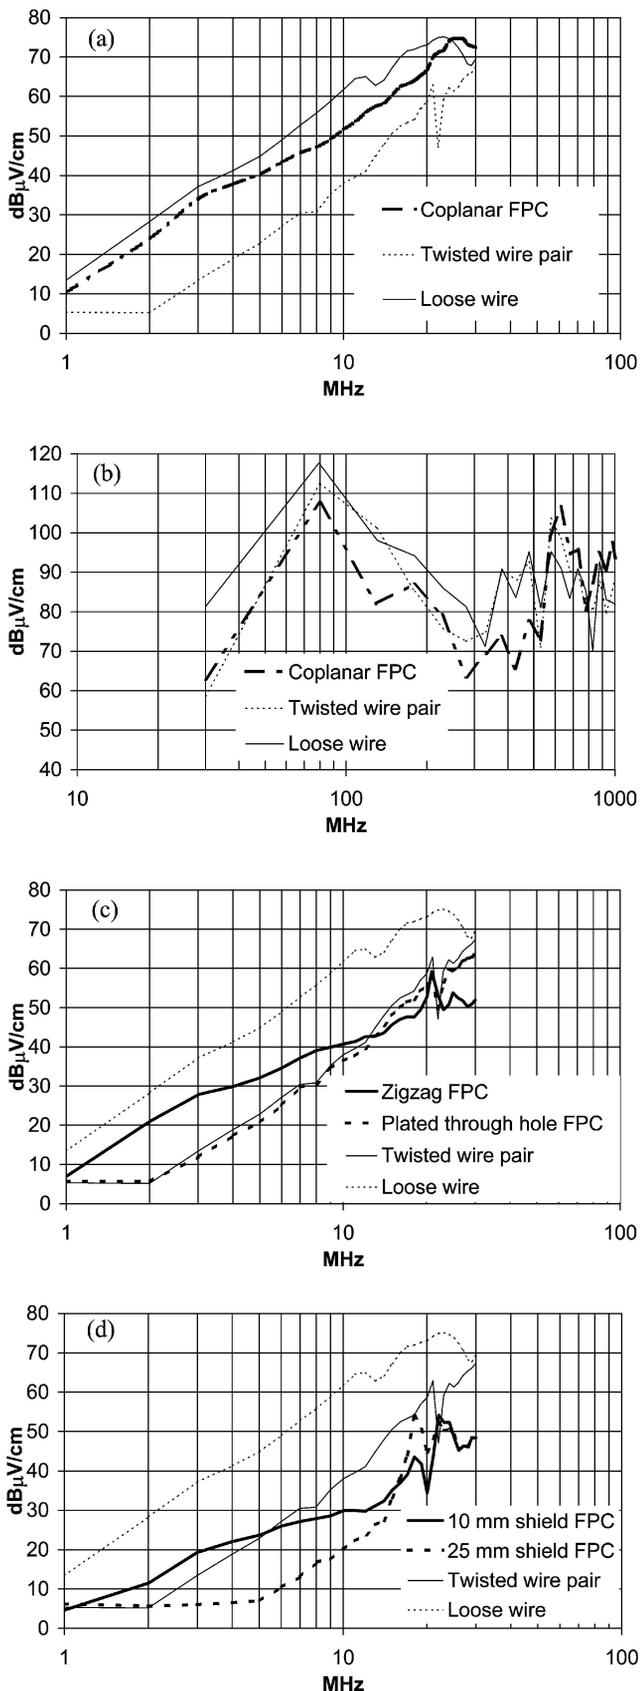 80
(a)
70
60
50
40
30
20
10
0
dBµV/cm
Coplanar FPC
Twisted wire pair
Loose wire
1
10
100
MHz
120
(b)
110
100
90
80
70
60
50
40
dBµV/cm
Coplanar FPC
Twisted wire pair
Loose wire
10
100
1000
MHz
80
(c)
70
60
50
40
30
20
10
0
dBµV/cm
Zigzag FPC
Plated through hole FPC
Twisted wire pair
Loose wire
1
10
100
MHz
80
(d)
70
60
50
40
30
20
10
0
dBµV/cm
10 mm shield FPC
25 mm shield FPC
Twisted wire pair
Loose wire
1
10
100
MHz